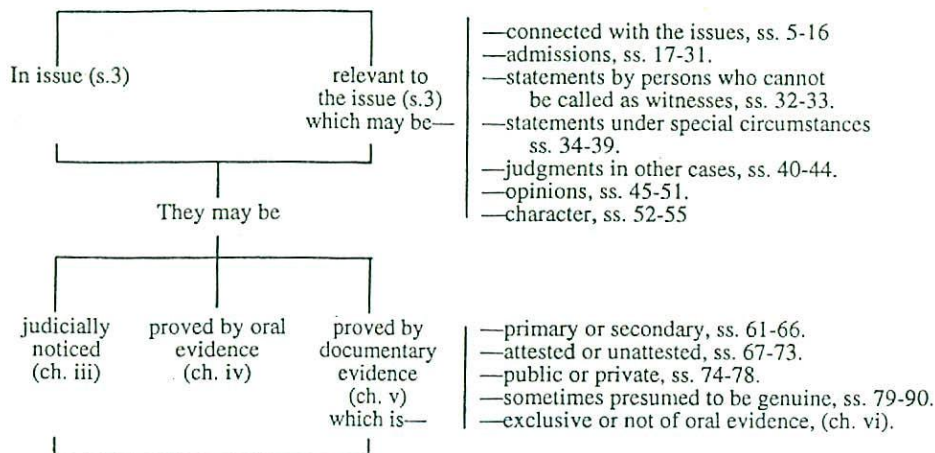 In issue (s.3)
relevant to
the issue (s.3)
which may be—
—connected with the issues, ss. 5-16
—admissions, ss. 17-31.
—statements by persons who cannot
be called as witnesses, ss. 32-33.
—statements under special circumstances
ss. 34-39.
—judgments in other cases, ss. 40-44.
—opinions, ss. 45-51.
—character, ss. 52-55
They may be
judicially
noticed
(ch. iii)
proved by oral
evidence
(ch. iv)
proved by
documentary
evidence
(ch. v)
which is—
—primary or secondary, ss. 61-66.
—attested or unattested, ss. 67-73.
—public or private, ss. 74-78.
—sometimes presumed to be genuine, ss. 79-90.
—exclusive or not of oral evidence, (ch. vi).